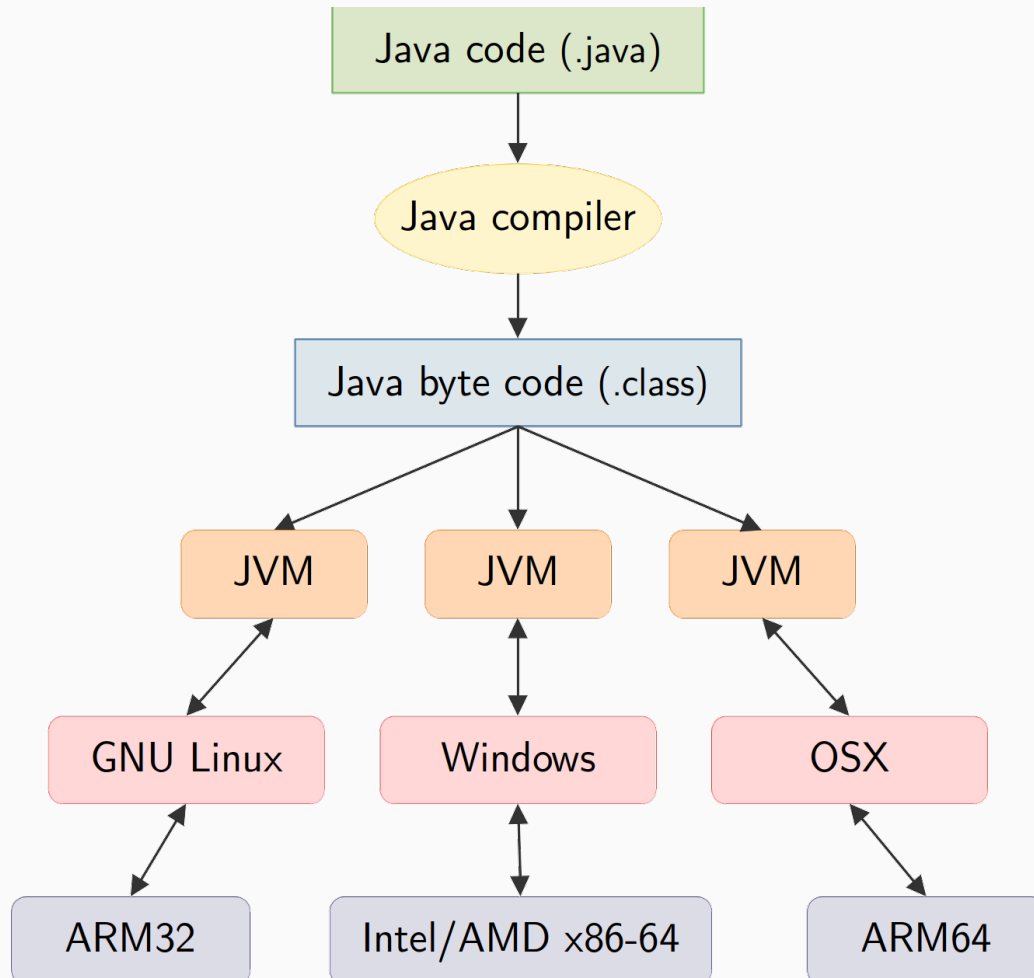 Java code (.java)
Java compiler
Java byte code (.class)
JVM
JVM
JVM
GNU Linux
Windows
OSX
ARM32
Intel/AMD x86-64
ARM64